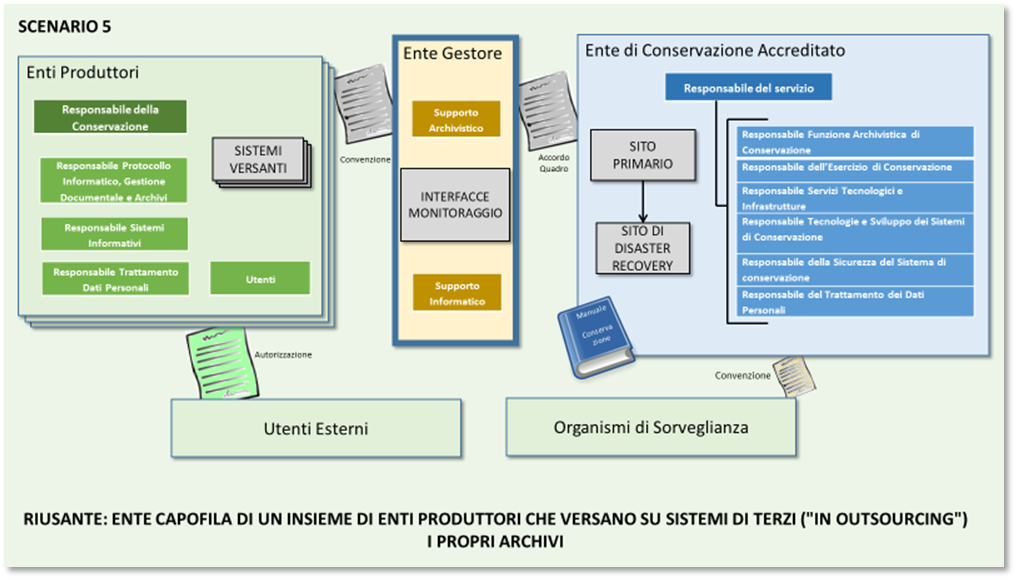 SCENARIO 5
Enti Produttori
Responsabile della
Conservazione
Responsabile Protocollo
Informatico, Gestione
Documentale e Archivi
Responsabile Sistemi
Informativi
Responsabile Trattamento
Dati Personali
SISTEMI
VERSANTI
Utenti
Convenzione
Ente Gestore
Supporto
Archivistico
INTERFACCE
MONITORAGGIO
Supporto
Informatico
Accordo
Quadro
Ente di Conservazione Accreditato
Responsabile del servizio
SITO
PRIMARIO
SITO DI
DISASTER
RECOVERY
Responsabile Funzione Archivistica di
Conservazione
Responsabile dell'Esercizio di Conservazione
Responsabile Servizi Tecnologici e
Infrastrutture
Responsabile Tecnologie e Sviluppo dei Sistemi
di Conservazione
Responsabile della Sicurezza del Sistema di
conservazione
Responsabile del Trattamento dei Dati
Personali
Manuale
Conserva
zione
Autorizzazione
Convenzione
Utenti Esterni
Organismi di Sorveglianza
RIUSANTE: ENTE CAPOFILA DI UN INSIEME DI ENTI PRODUTTORI CHE VERSANO SU SISTEMI DI TERZI ("IN OUTSOURCING")
I PROPRI ARCHIVI